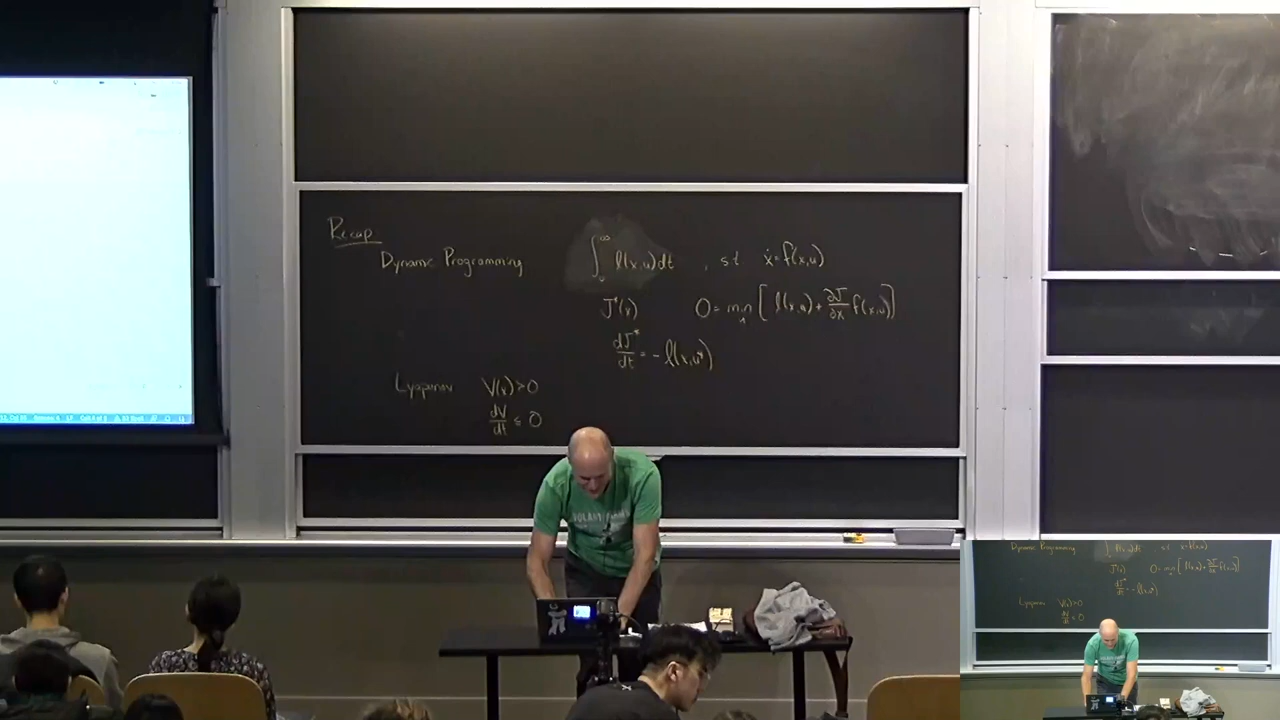 Recap
Dynamic Programming ∫₀^∞ l(x,u)dt , s.t ẋ=f(x,u)
J*(x) 0=min_u [ l(x,u)+ ∂J/∂x f(x,u) ]
dJ*/dt = -l(x,u*)
Lyapunov V(x)>0
dV/dt ≤ 0